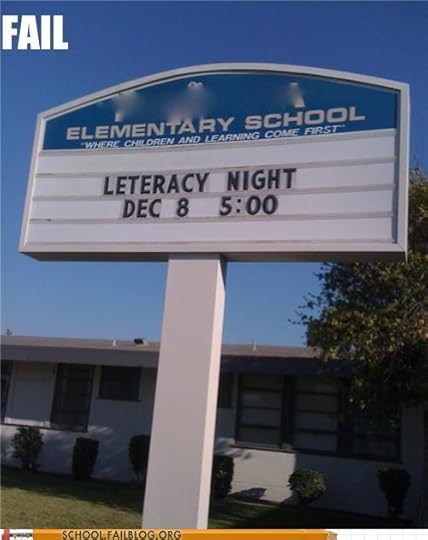 FAIL
ELEMENTARY SCHOOL
"WHERE CHILDREN AND LEARNING COME FIRST"
LETERACY NIGHT
DEC 8 5:00
SCHOOL.FAILBLOG.ORG